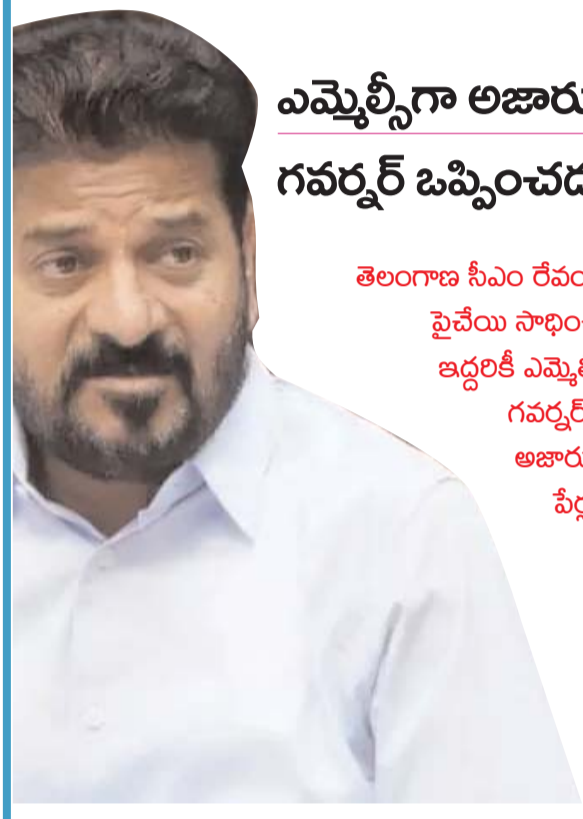 ఎమ్మెల్సీగా అజారు
గవర్నర్ ఒప్పించడ
తెలంగాణ సీఎం రేవం
పైచేయి సాధిం
ఇద్దరికీ ఎమ్మెల్
గవర్నర్
అజారు
పేర్ల